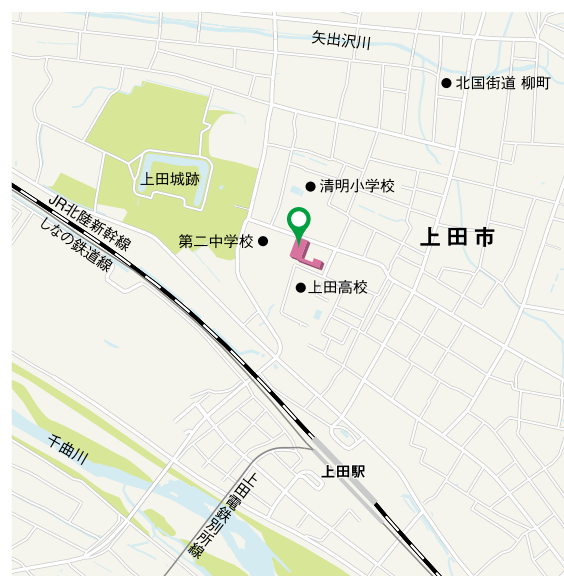 矢出沢川
北国街道 柳町
上田城跡
清明小学校
JR北陸新幹線
しなの鉄道線
第二中学校
上田市
上田高校
千曲川
上田駅
上田電鉄別所線